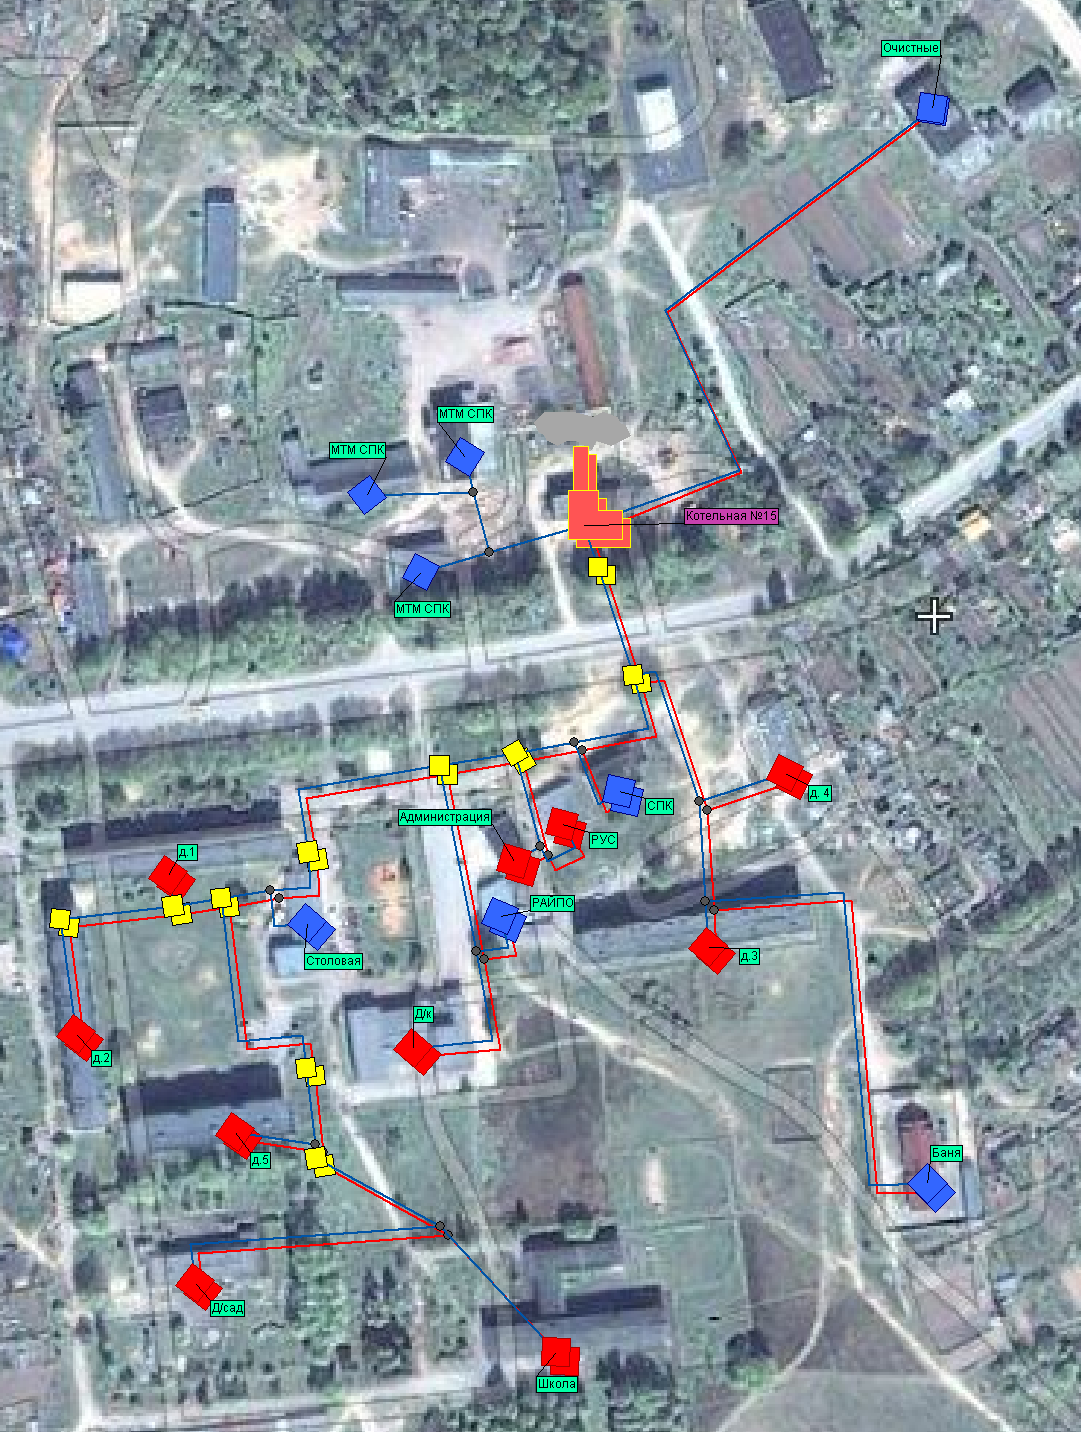 Очистные
МТМ СПК
МТМ СПК
Котельная №15
МТМ СПК
д. 4
СПК
Администрация
РУС
д.1
РАЙПО
д.3
Столовая
Д/к
д.2
Баня
д.5
Д/сад
Школа